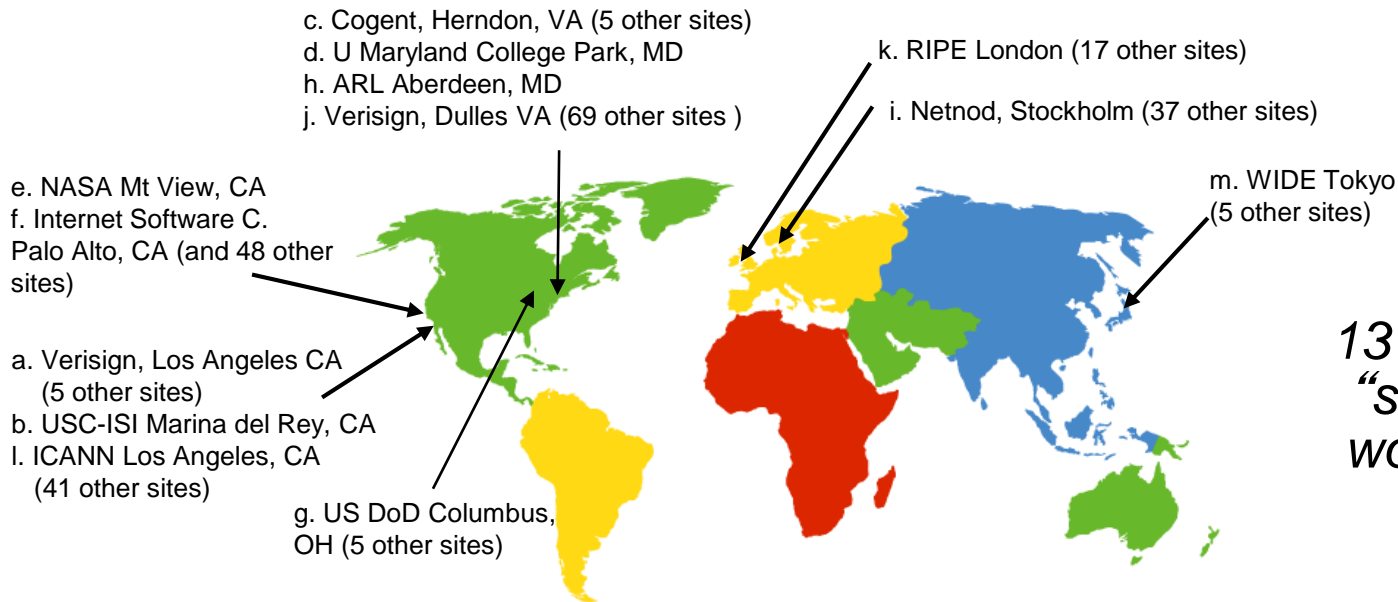 c. Cogent, Herndon, VA (5 other sites)
d. U Maryland College Park, MD
h. ARL Aberdeen, MD
j. Verisign, Dulles VA (69 other sites )
k. RIPE London (17 other sites)
i. Netnod, Stockholm (37 other sites)
m. WIDE Tokyo
(5 other sites)
e. NASA Mt View, CA
f. Internet Software C.
Palo Alto, CA (and 48 other
sites)
a. Verisign, Los Angeles CA
(5 other sites)
b. USC-ISI Marina del Rey, CA
l. ICANN Los Angeles, CA
(41 other sites)
g. US DoD Columbus,
OH (5 other sites)
13